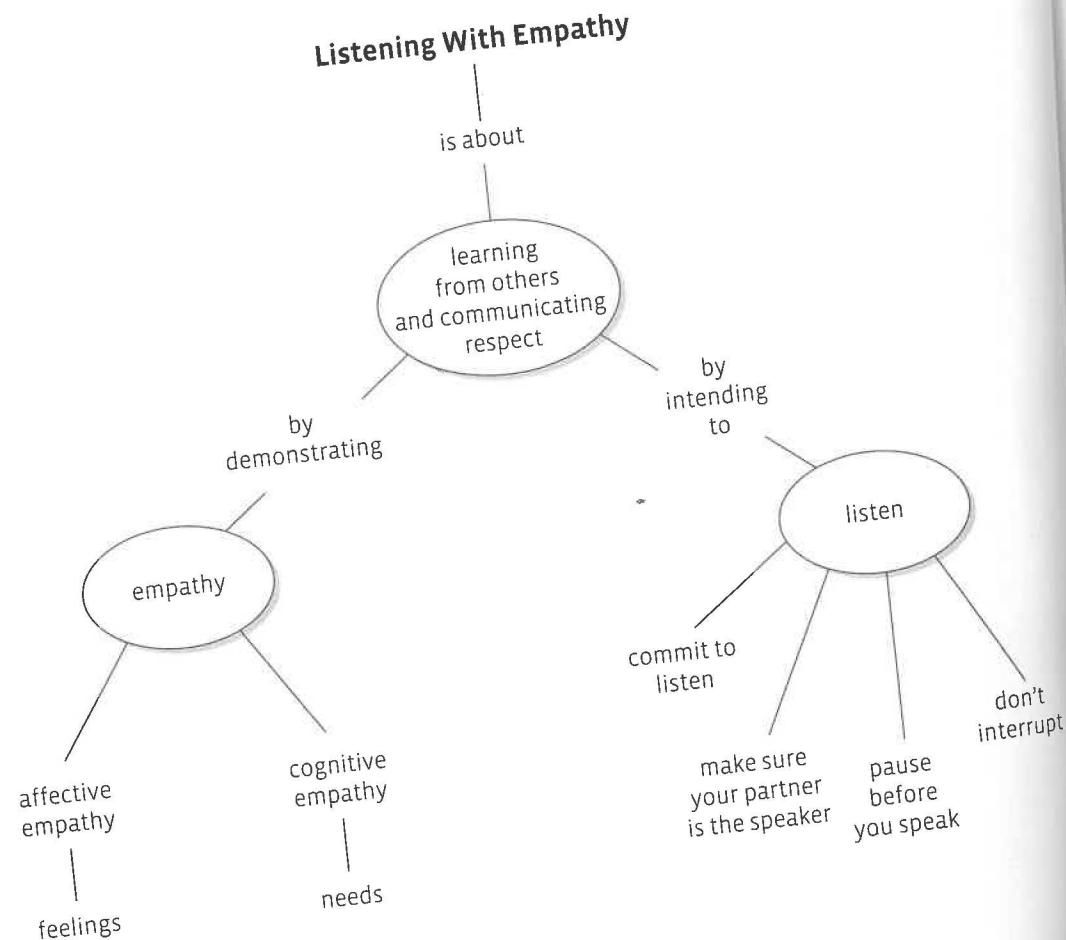 Listening With Empathy
is about
learning
from others
and communicating
respect
by
demonstrating
by
intending
to
empathy
listen
affective
empathy
feelings
cognitive
empathy
needs
commit to
listen
make sure
your partner
is the speaker
pause
before
you speak
don't
interrupt